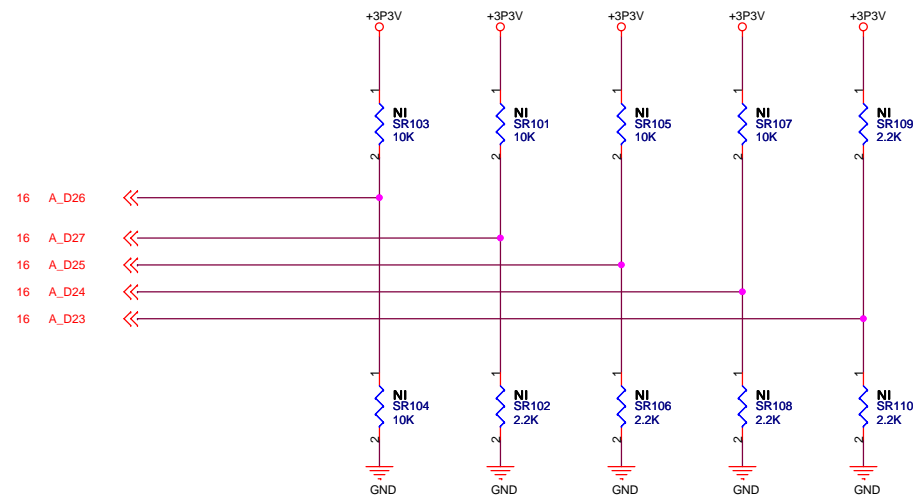 +3P3V +3P3V +3P3V +3P3V +3P3V
1 1 1 1 1
NI NI NI NI NI
SR103 SR101 SR105 SR107 SR109
10K 10K 10K 10K 2.2K
2 2 2 2 2
16 A_D26
16 A_D27
16 A_D25
16 A_D24
16 A_D23
1 1 1 1 1
NI NI NI NI NI
SR104 SR102 SR106 SR108 SR110
10K 2.2K 2.2K 2.2K 2.2K
2 2 2 2 2
GND GND GND GND GND